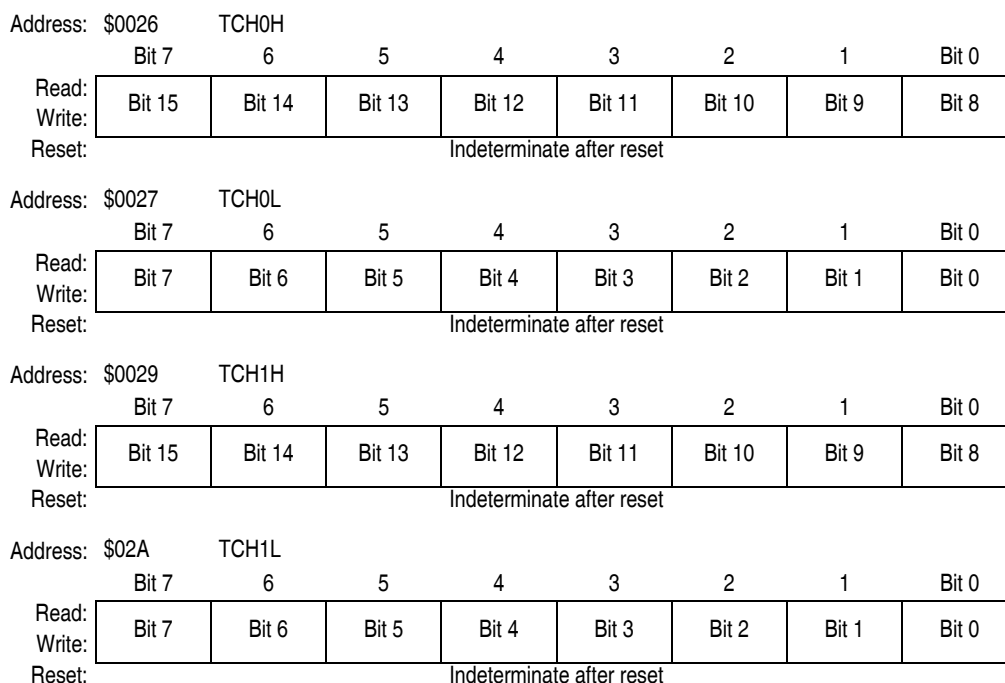 Address: $0026 TCH0H
Bit 7 6 5 4 3 2 1 Bit 0
Read:
Write:
Bit 15 Bit 14 Bit 13 Bit 12 Bit 11 Bit 10 Bit 9 Bit 8
Reset: Indeterminate after reset
Address: $0027 TCH0L
Bit 7 6 5 4 3 2 1 Bit 0
Read:
Write:
Bit 7 Bit 6 Bit 5 Bit 4 Bit 3 Bit 2 Bit 1 Bit 0
Reset: Indeterminate after reset
Address: $0029 TCH1H
Bit 7 6 5 4 3 2 1 Bit 0
Read:
Write:
Bit 15 Bit 14 Bit 13 Bit 12 Bit 11 Bit 10 Bit 9 Bit 8
Reset: Indeterminate after reset
Address: $02A TCH1L
Bit 7 6 5 4 3 2 1 Bit 0
Read:
Write:
Bit 7 Bit 6 Bit 5 Bit 4 Bit 3 Bit 2 Bit 1 Bit 0
Reset: Indeterminate after reset